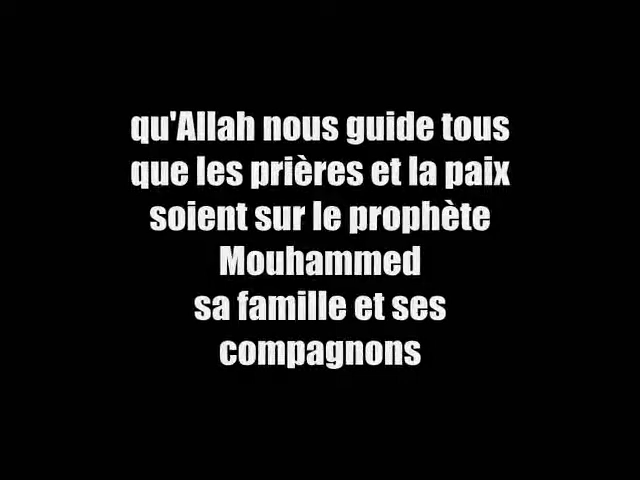 qu'Allah nous guide tous
que les prières et la paix
soient sur le prophète
Mouhammed
sa famille et ses
compagnons